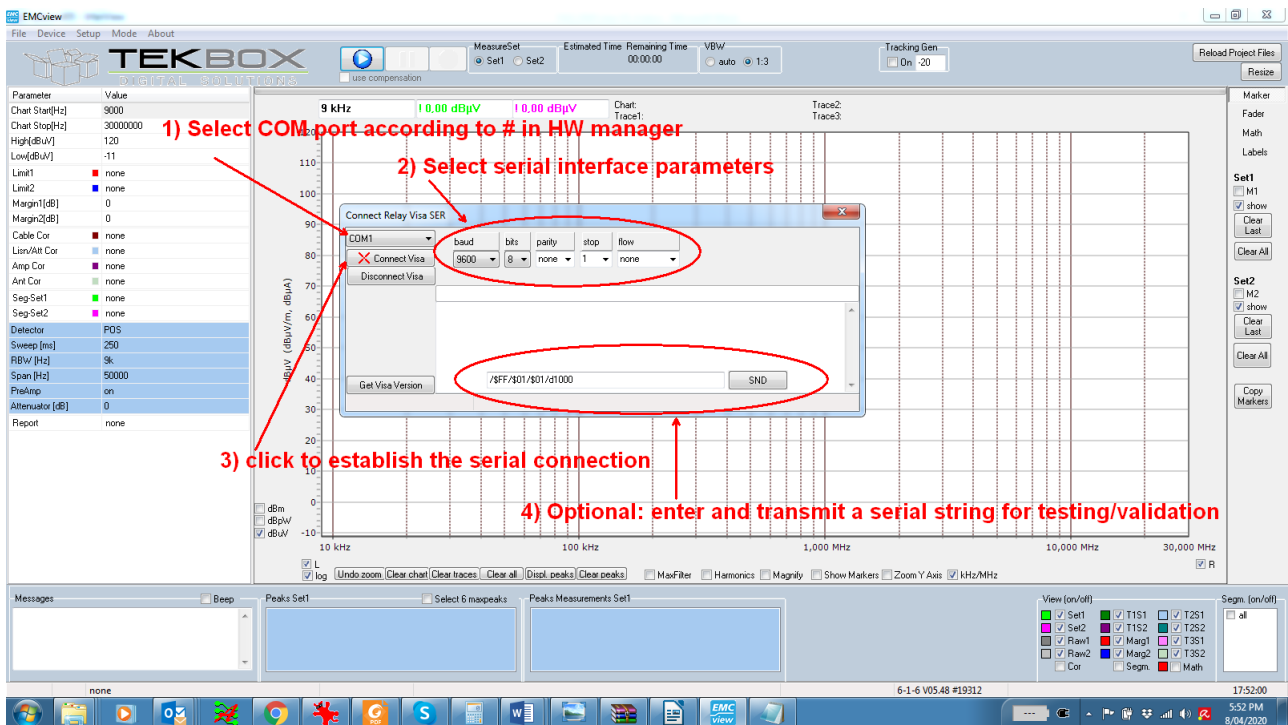 EMCview
File Device Setup Mode About
TEKBOX
DIGITAL SOLUTIONS
use compensation
MeasureSet
Set1 Set2
Estimated Time Remaining Time
00:00:00
VBW
auto 1:3
Tracking Gen
On -20
Reload Project Files
Resize
Parameter Value
Chart Start[Hz] 9000
Chart Stop[Hz] 30000000
High[dBuV] 120
Low[dBuV] -11
Limit1 none
Limit2 none
Margin1[dB] 0
Margin2[dB] 0
Cable Cor none
Lisn/Att Cor none
Amp Cor none
Ant Cor none
Seg-Set1 none
Seg-Set2 none
Detector POS
Sweep [ms] 250
RBW [Hz] 9k
Span [Hz] 50000
PreAmp on
Attenuator [dB] 0
Report none
9 kHz ! 0,00 dBµV ! 0,00 dBµV
Chart: Trace2:
Trace1: Trace3:
1) Select COM port according to # in HW manager
2) Select serial interface parameters
Connect Relay Visa SER
COM1
Connect Visa
Disconnect Visa
baud bits parity stop flow
9600 8 none 1 none
Get Visa Version
/$FF/$01/$01/d1000 SND
3) click to establish the serial connection
4) Optional: enter and transmit a serial string for testing/validation
120
110
100
90
80
70
60
50
40
30
20
10
0
-10
dBµV (dBµV/m, dBµA)
dBm
dBpW
dBuV
10 kHz 100 kHz 1,000 MHz 10,000 MHz 30,000 MHz
L
log
Undo zoom Clear chart Clear traces Clear all Displ. peaks Clear peaks MaxFilter Harmonics Magnify Show Markers Zoom Y Axis kHz/MHz
R
Marker
Fader
Math
Labels
Set1
M1
show
Clear
Last
Clear All
Set2
M2
show
Clear
Last
Clear All
Copy
Markers
Messages Beep
Peaks Set1 Select 6 maxpeaks
Peaks Measurements Set1
View (on/off)
Set1 T1S1 T2S1
Set2 T1S2 T2S2
Raw1 Marg1 T3S1
Raw2 Marg2 T3S2
Cor Segm. Math
Segm. (on/off)
all
none 6-1-6 V05.48 #19312 17:52:00
EMC
view
5:52 PM
8/04/2020